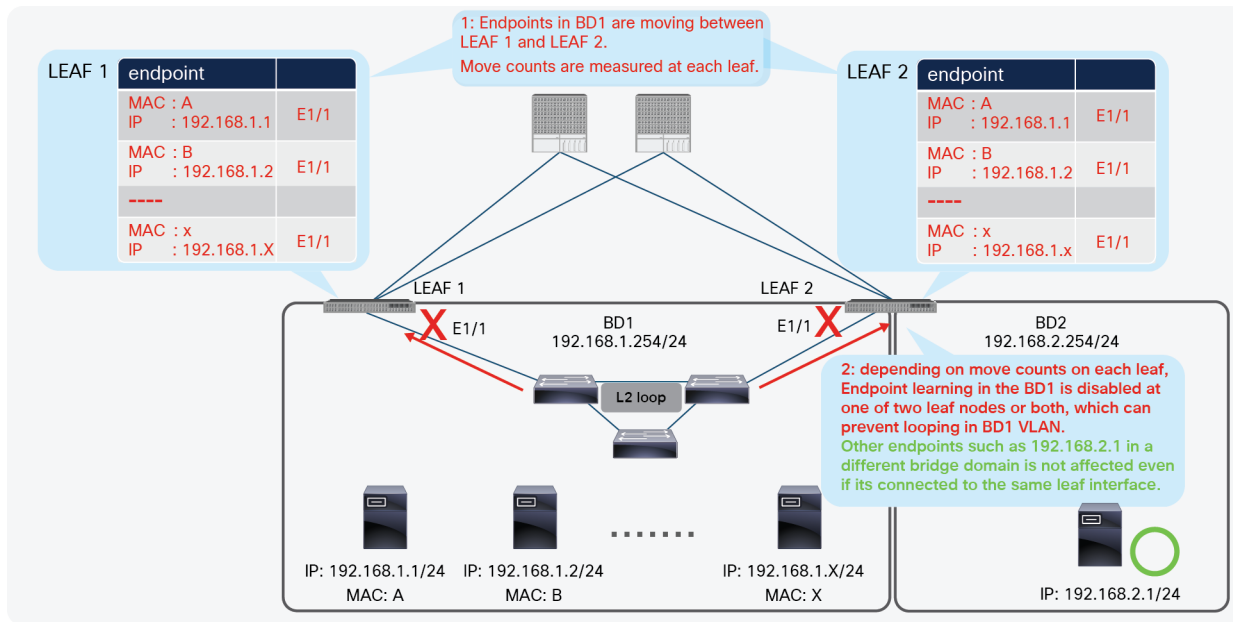 1: Endpoints in BD1 are moving between
LEAF 1 and LEAF 2.
Move counts are measured at each leaf.
LEAF 1
endpoint
MAC : A
IP : 192.168.1.1
E1/1
MAC : B
IP : 192.168.1.2
E1/1
----
MAC : x
IP : 192.168.1.X
E1/1
LEAF 2
endpoint
MAC : A
IP : 192.168.1.1
E1/1
MAC : B
IP : 192.168.1.2
E1/1
----
MAC : x
IP : 192.168.1.x
E1/1
LEAF 1
LEAF 2
X
E1/1
BD1
192.168.1.254/24
E1/1
X
BD2
192.168.2.254/24
L2 loop
2: depending on move counts on each leaf,
Endpoint learning in the BD1 is disabled at
one of two leaf nodes or both, which can
prevent looping in BD1 VLAN.
Other endpoints such as 192.168.2.1 in a
different bridge domain is not affected even
if its connected to the same leaf interface.
IP: 192.168.1.1/24
MAC: A
IP: 192.168.1.2/24
MAC: B
.......
IP: 192.168.1.X/24
MAC: X
IP: 192.168.2.1/24